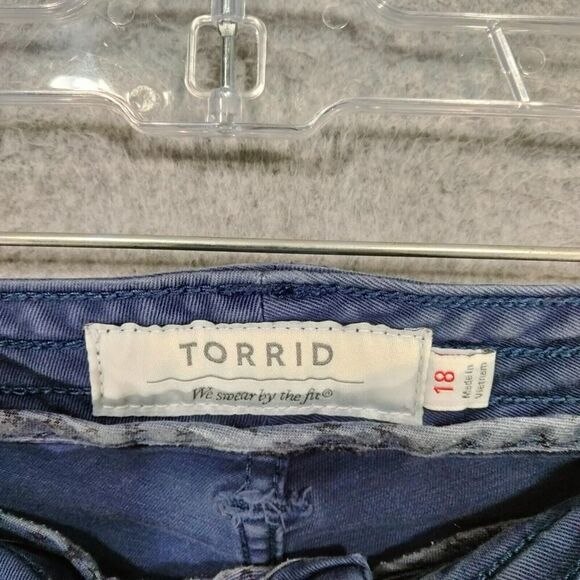 TORRID
We swear by the fit®
18
Made in
Vietnam